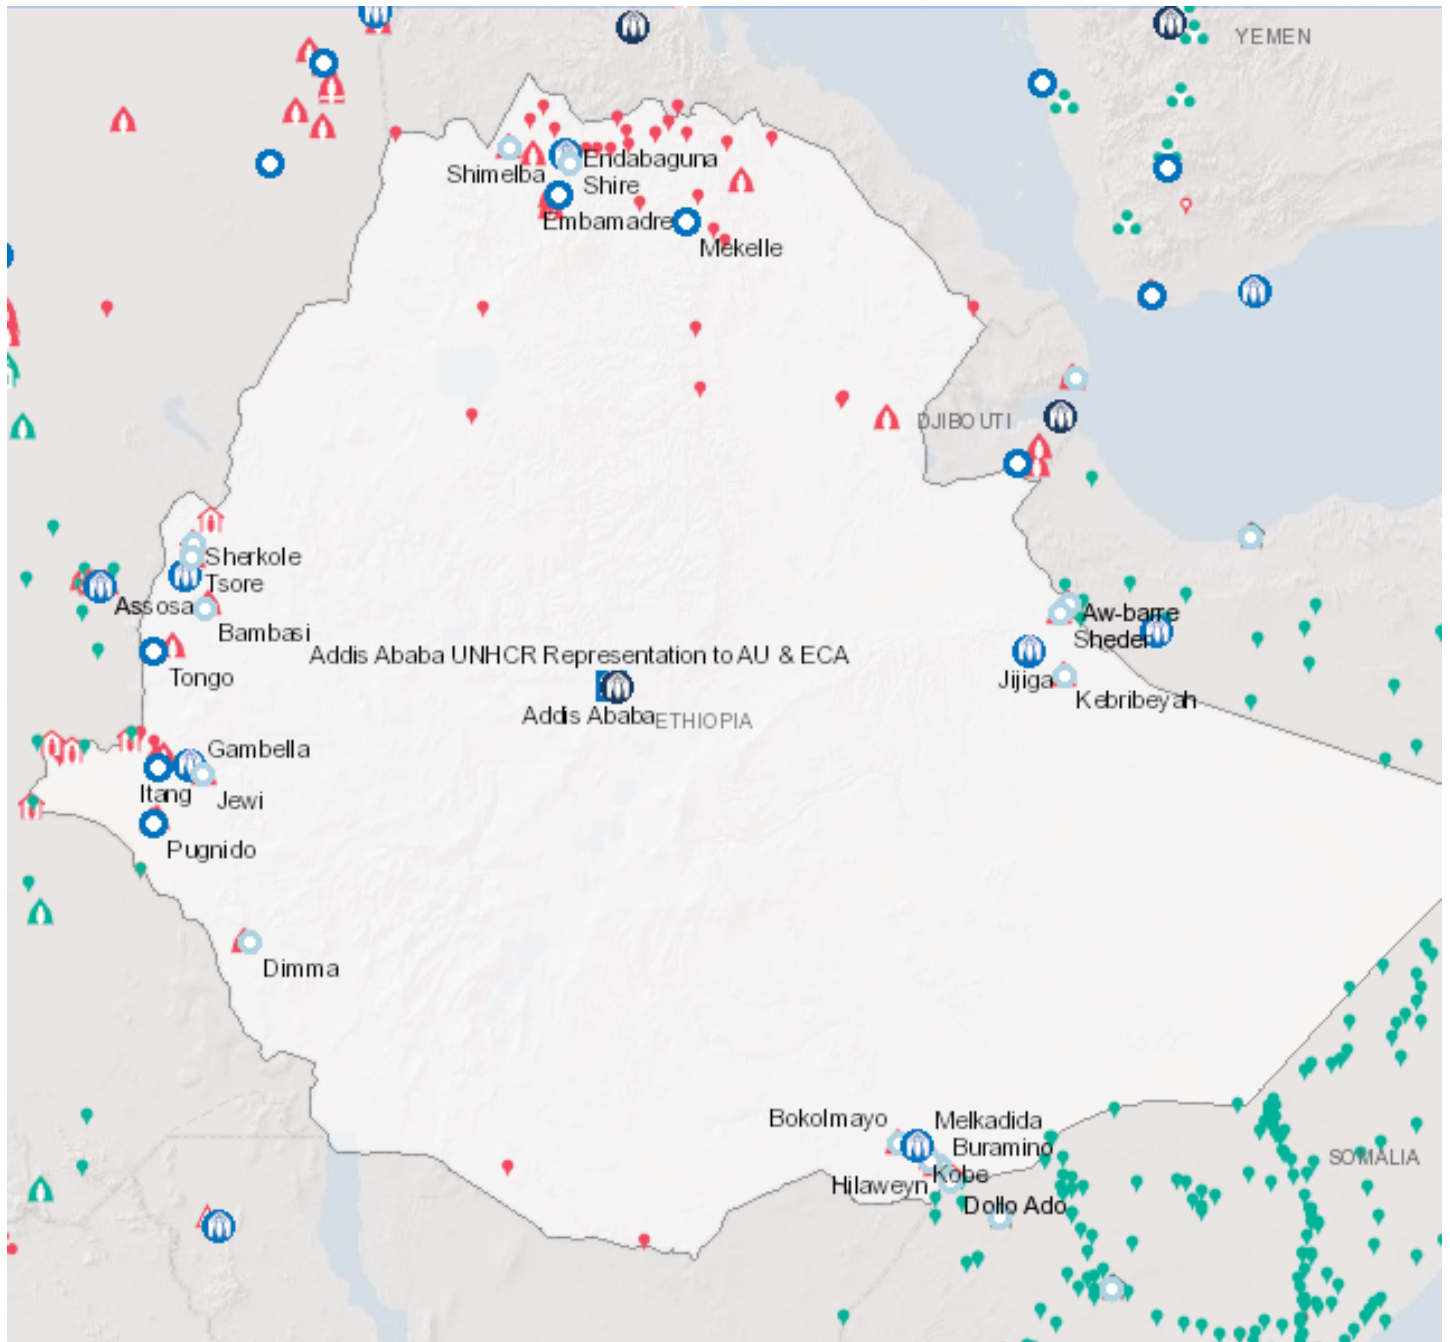 YEMEN
Endabaguna
Shimelba
Shire
Embamadre
Mekelle
DJIBOUTI
Sherkole
Tsore
Assosa
Bambasi
Aw-barre
Sheder
Addis Ababa UNHCR Representation to AU & ECA
Tongo
Jijiga
Kebribeyah
Addis Ababa
ETHIOPIA
Gambella
Itang
Jewi
Pugnido
Dimma
Bokolmayo
Melkadida
Buramino
SOMALIA
Kobe
Hilaweyn
Dollo Ado